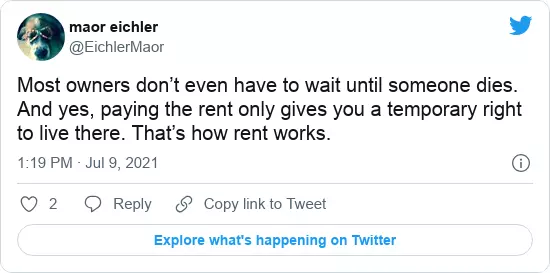 maor eichler
@EichlerMaor
Most owners don’t even have to wait until someone dies.
And yes, paying the rent only gives you a temporary right
to live there. That’s how rent works.
1:19 PM · Jul 9, 2021
2 Reply Copy link to Tweet
Explore what's happening on Twitter